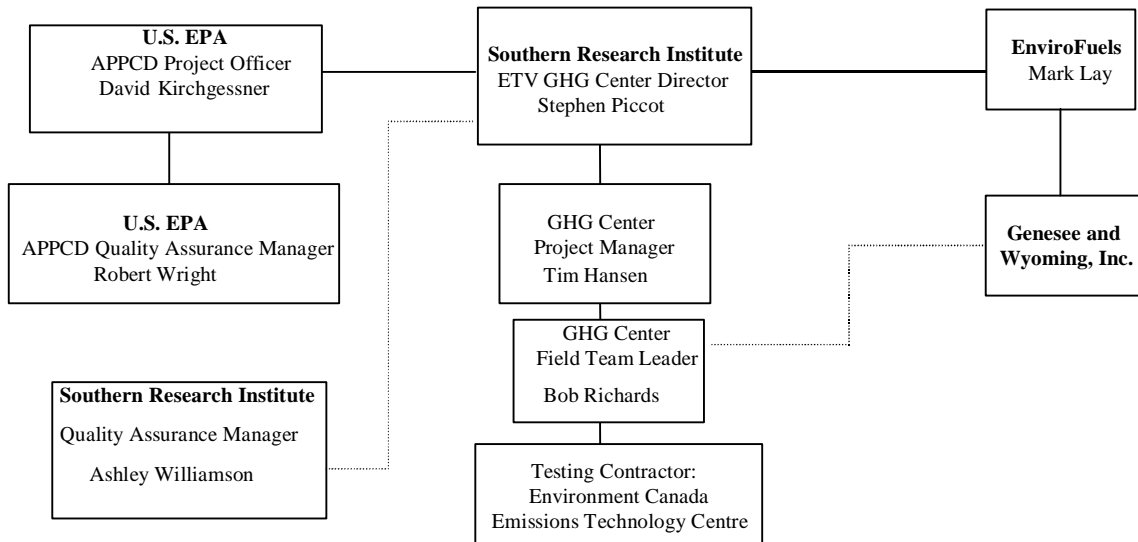 U.S. EPA
APPCD Project Officer
David Kirchgessner
Southern Research Institute
ETV GHG Center Director
Stephen Piccot
EnviroFuels
Mark Lay
U.S. EPA
APPCD Quality Assurance Manager
Robert Wright
GHG Center
Project Manager
Tim Hansen
Genesee and
Wyoming, Inc.
GHG Center
Field Team Leader
Bob Richards
Southern Research Institute
Quality Assurance Manager
Ashley Williamson
Testing Contractor:
Environment Canada
Emissions Technology Centre